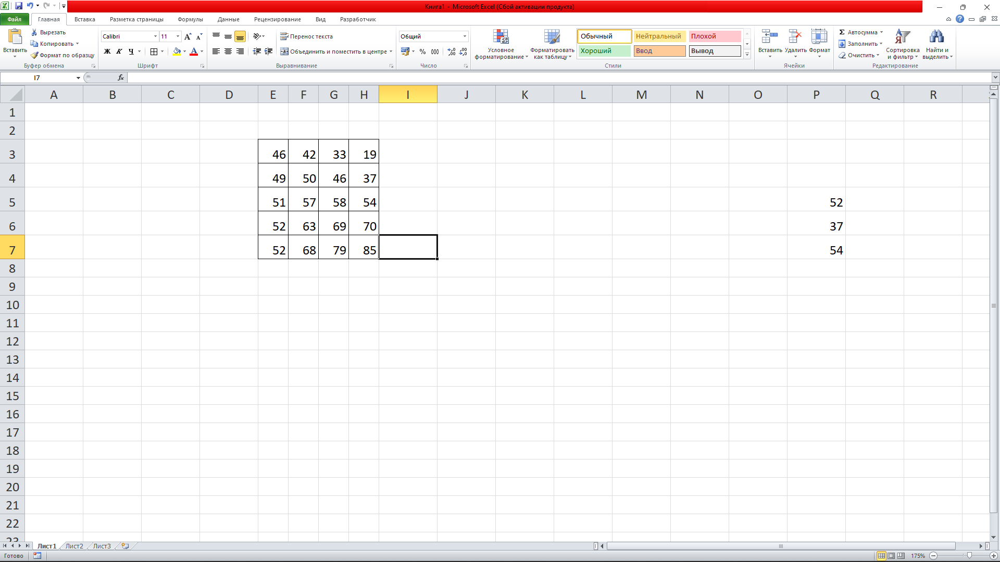 Книга1 - Microsoft Excel (Сбой активации продукта)
Файл Главная Вставка Разметка страницы Формулы Данные Рецензирование Вид Разработчик
Вставить
Вырезать
Копировать
Формат по образцу
Буфер обмена
Calibri 11
Ж К Ч
Шрифт
Перенос текста
Объединить и поместить в центре
Выравнивание
Общий
% 000
Число
Условное форматирование
Форматировать как таблицу
Обычный Нейтральный Плохой
Хороший Ввод Вывод
Стили
Вставить Удалить Формат
Ячейки
Σ Автосумма
Заполнить
Очистить
Сортировка и фильтр
Найти и выделить
Редактирование
I7 fx
A B C D E F G H I J K L M N O P Q R
1
2
3 46 42 33 19
4 49 50 46 37
5 51 57 58 54 52
6 52 63 69 70 37
7 52 68 79 85 54
8
9
10
11
12
13
14
15
16
17
18
19
20
21
22
23
Лист1 Лист2 Лист3
Готово 175%